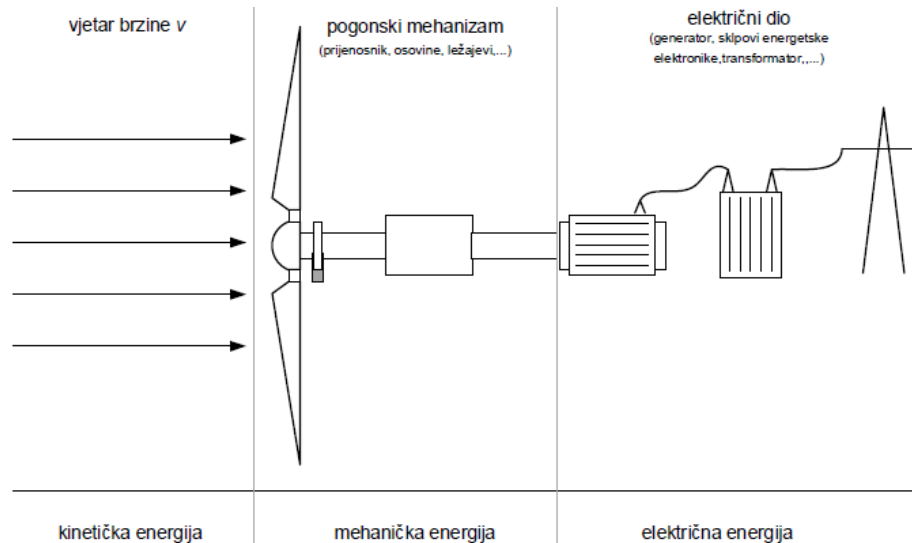 vjetar brzine v
pogonski mehanizam
(prijenosnik, osovine, ležajevi,...)
električni dio
(generator, sklpovi energetske
elektronike,transformator,,...)
kinetička energija
mehanička energija
električna energija